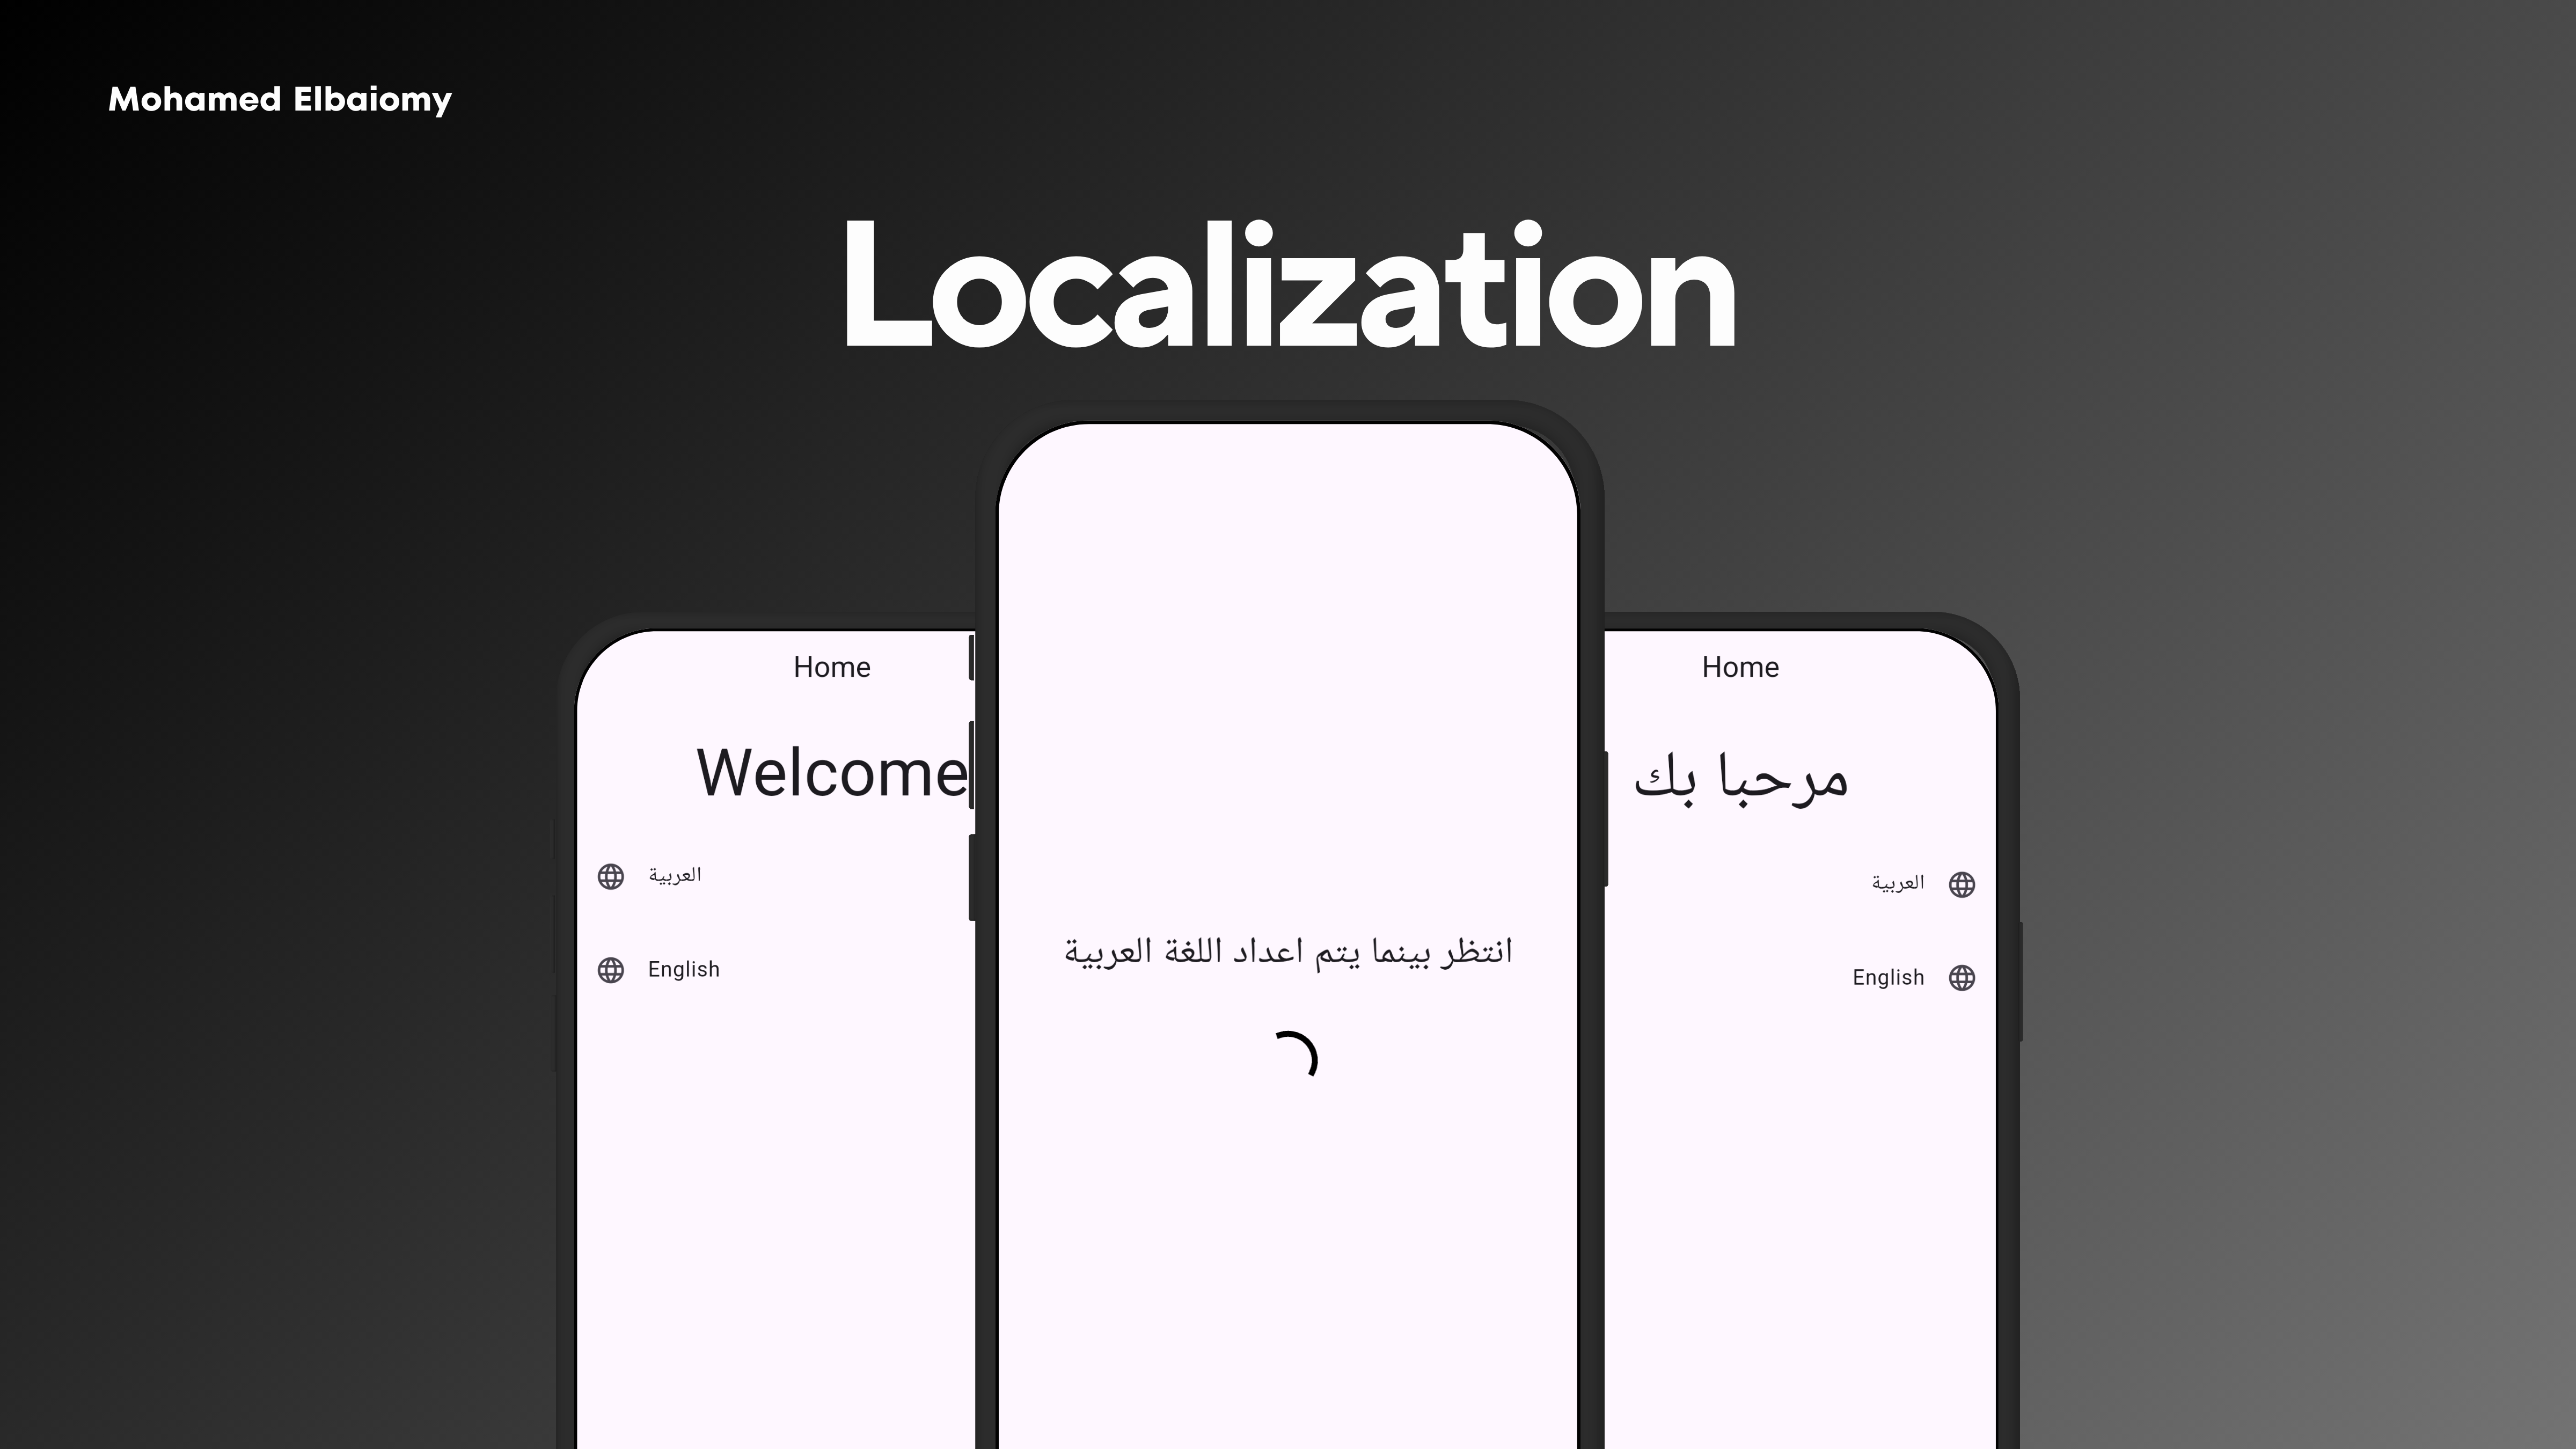 Mohamed Elbaiomy
Localization
Home
Welcome
العربية
English
انتظر بينما يتم اعداد اللغة العربية
Home
مرحبا بك
العربية
English